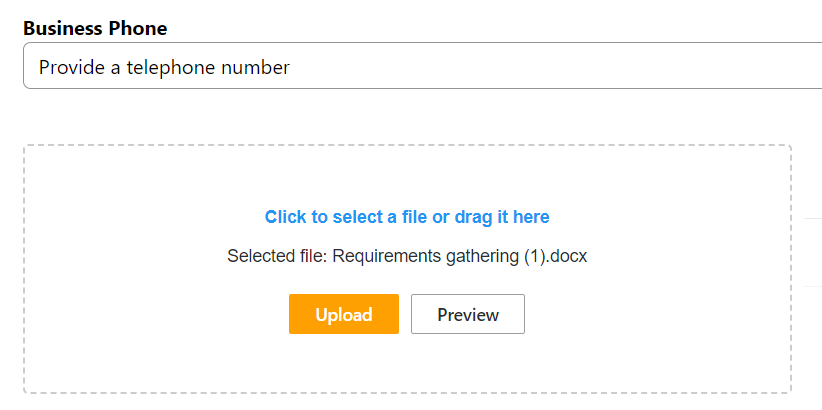 Business Phone
Provide a telephone number
Click to select a file or drag it here
Selected file: Requirements gathering (1).docx
Upload Preview